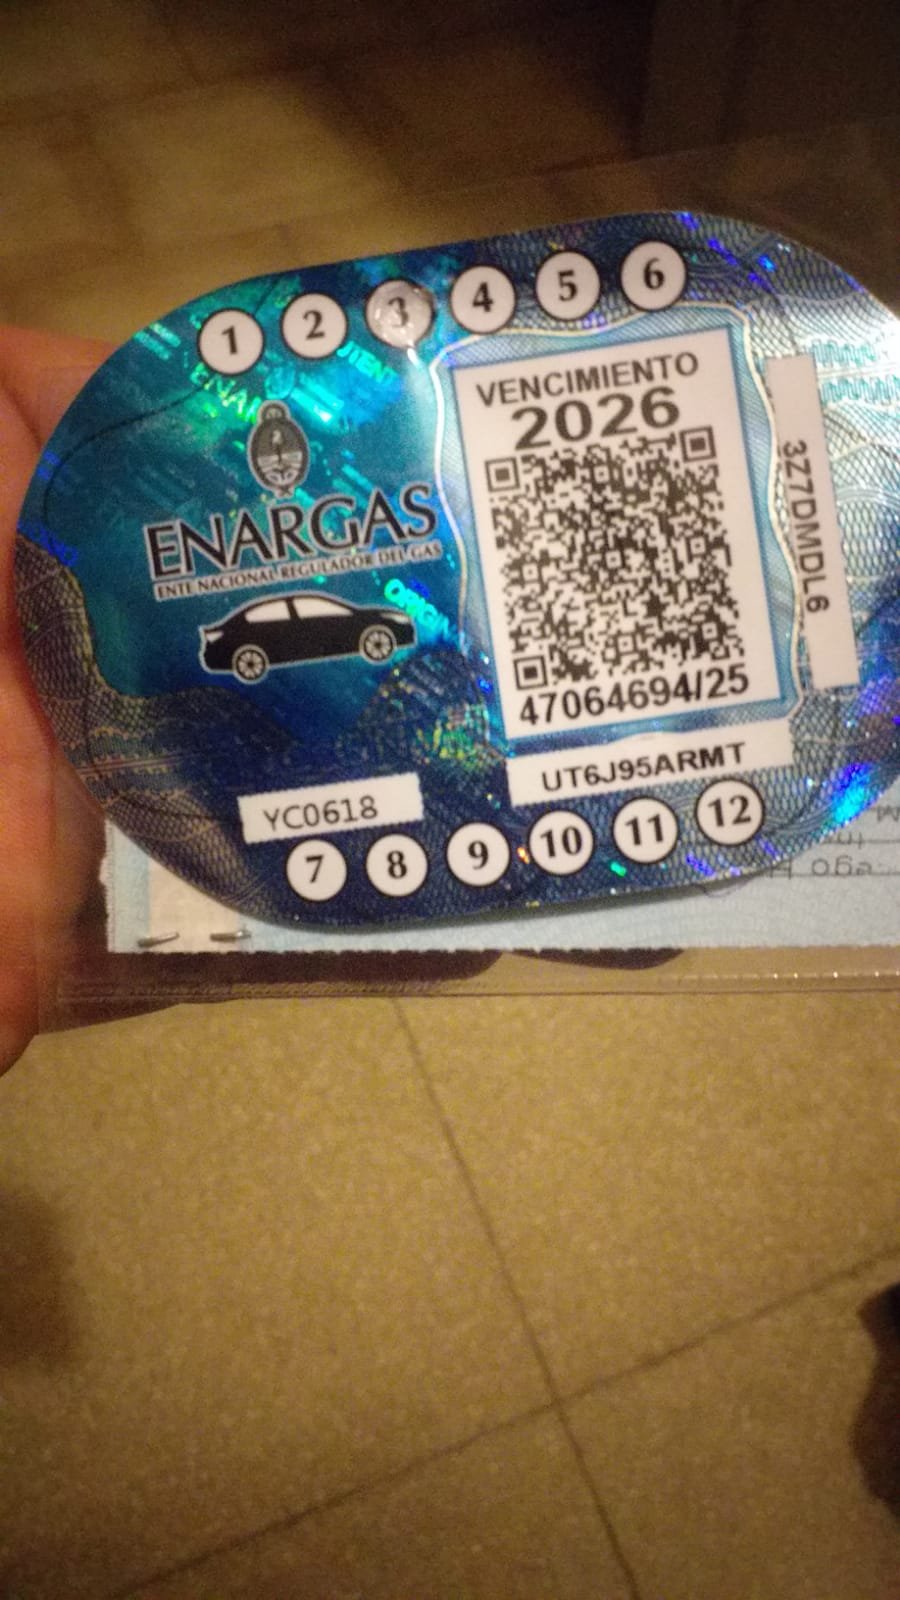 1 2 3 4 5 6
VENCIMIENTO
2026
ENARGAS
ENTE NACIONAL REGULADOR DEL GAS
47064694/25
3Z7DMDL6
UT6J95ARMT
YC0618
7 8 9 10 11 12